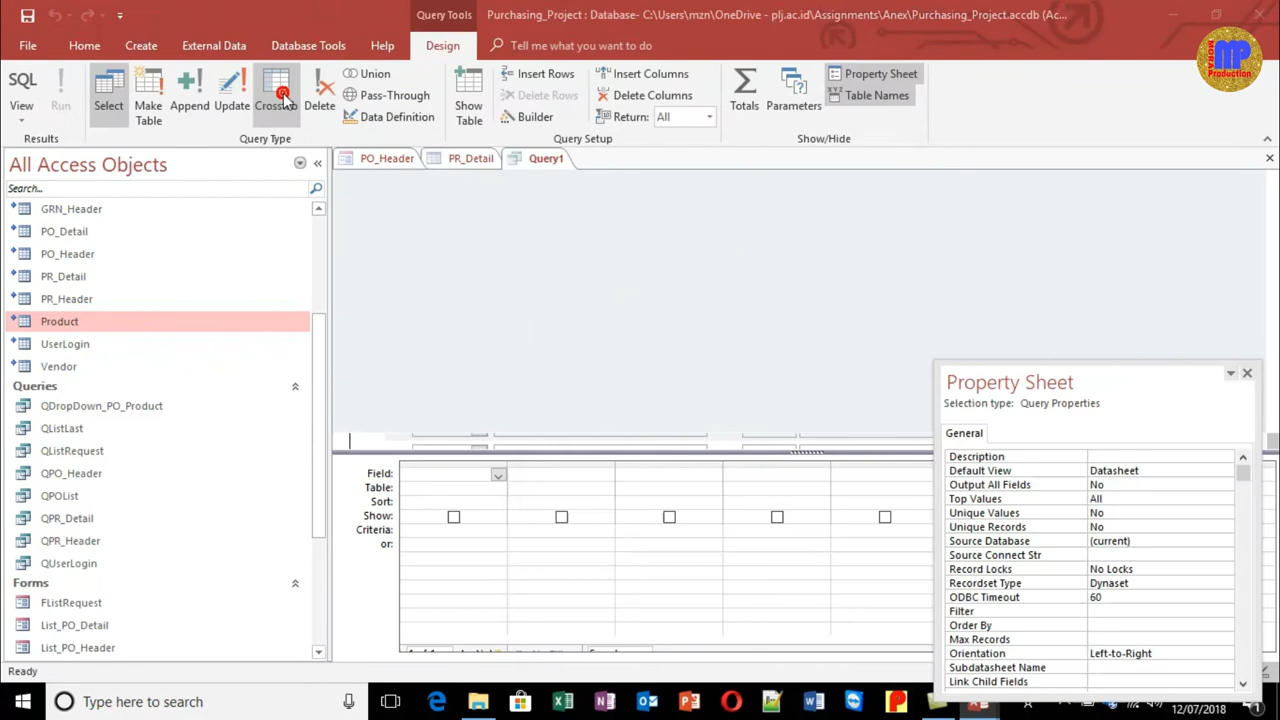 Query Tools
Purchasing_Project : Database- C:\Users\mzn\OneDrive - plj.ac.id\Assignments\Anex\Purchasing_Project.accdb (Ac...
File Home Create External Data Database Tools Help Design Tell me what you want to do
MORA
MP
Production
SQL
View
Run
Select
Make Table
Append
Update
Delete
Union
Pass-Through
Data Definition
Show Table
Insert Rows
Delete Rows
Builder
Insert Columns
Delete Columns
Return: All
Totals
Parameters
Property Sheet
XYZ Table Names
Results
Query Type
Query Setup
Show/Hide
All Access Objects
Search...
GRN_Header
PO_Detail
PO_Header
PR_Detail
PR_Header
Product
UserLogin
Vendor
Queries
QDropDown_PO_Product
QListLast
QListRequest
QPO_Header
QPOList
QPR_Detail
QPR_Header
QUserLogin
Forms
FListRequest
List_PO_Detail
List_PO_Header
PO_Header PR_Detail Query1
Field:
Table:
Sort:
Show:
Criteria:
or:
Property Sheet
Selection type: Query Properties
General
Description
Default View Datasheet
Output All Fields No
Top Values All
Unique Values No
Unique Records No
Source Database (current)
Source Connect Str
Record Locks No Locks
Recordset Type Dynaset
ODBC Timeout 60
Filter
Order By
Max Records
Orientation Left-to-Right
Subdatasheet Name
Link Child Fields
Ready
Type here to search
12/07/2018